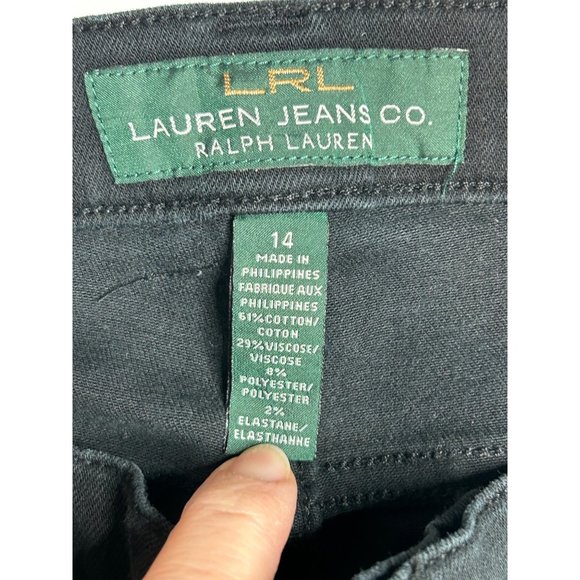 LRL
LAUREN JEANS CO.
RALPH LAUREN
14
MADE IN
PHILIPPINES
FABRIQUE AUX
PHILIPPINES
61%COTTON/
COTON
29%VISCOSE/
VISCOSE
8%
POLYESTER/
POLYESTER
2%
ELASTANE/
ELASTHANNE